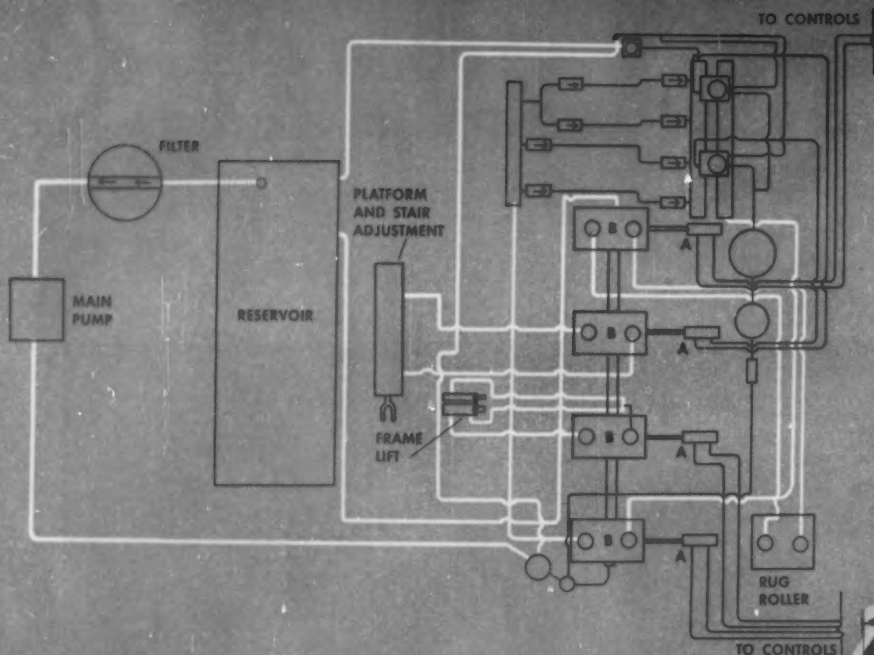 TO CONTROLS
FILTER
PLATFORM
AND STAIR
ADJUSTMENT
B
A
MAIN
PUMP
RESERVOIR
B
A
FRAME
LIFT
B
A
B
A
RUG
ROLLER
TO CONTROLS